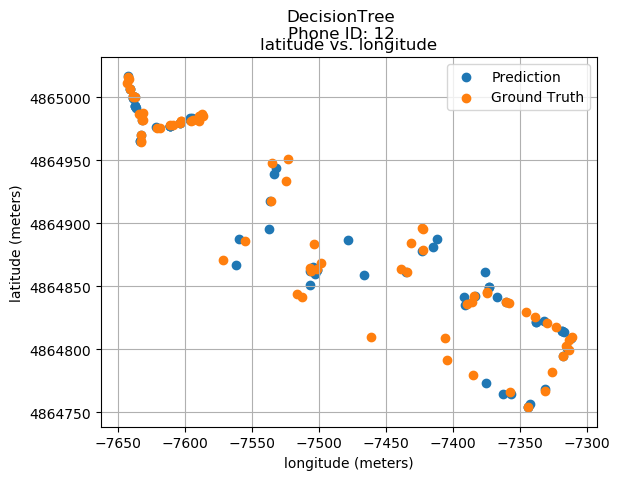 DecisionTree
Phone ID: 12
latitude vs. longitude
Prediction
Ground Truth
4865000
4864950
4864900
4864850
4864800
4864750
latitude (meters)
−7650 −7600 −7550 −7500 −7450 −7400 −7350 −7300
longitude (meters)